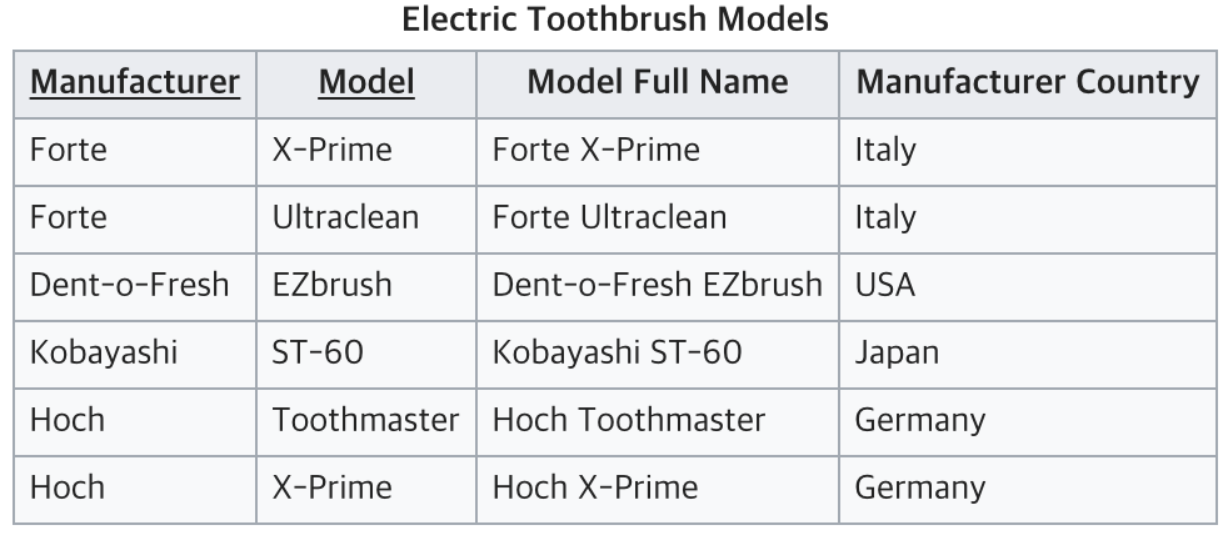 Electric Toothbrush Models
Manufacturer Model Model Full Name Manufacturer Country
Forte X-Prime Forte X-Prime Italy
Forte Ultraclean Forte Ultraclean Italy
Dent-o-Fresh EZbrush Dent-o-Fresh EZbrush USA
Kobayashi ST-60 Kobayashi ST-60 Japan
Hoch Toothmaster Hoch Toothmaster Germany
Hoch X-Prime Hoch X-Prime Germany